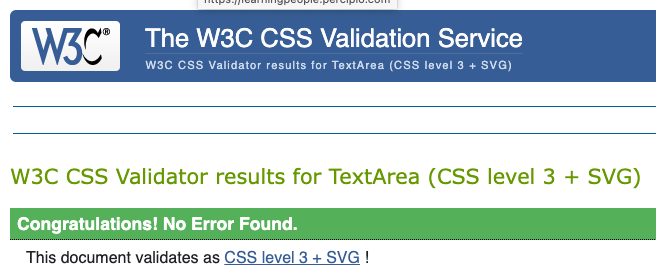 https://learningpeople.percipio.com
W3C®
The W3C CSS Validation Service
W3C CSS Validator results for TextArea (CSS level 3 + SVG)
W3C CSS Validator results for TextArea (CSS level 3 + SVG)
Congratulations! No Error Found.
This document validates as CSS level 3 + SVG !